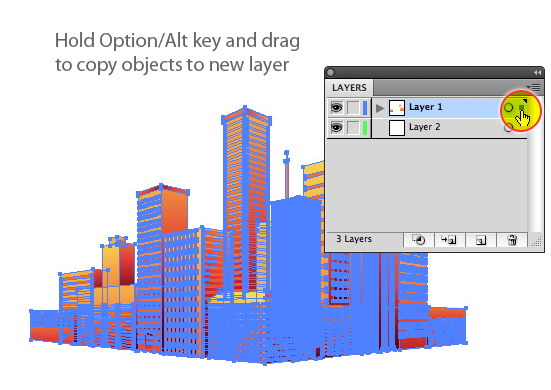 Hold Option/Alt key and drag
to copy objects to new layer
LAYERS
Layer 1
Layer 2
3 Layers